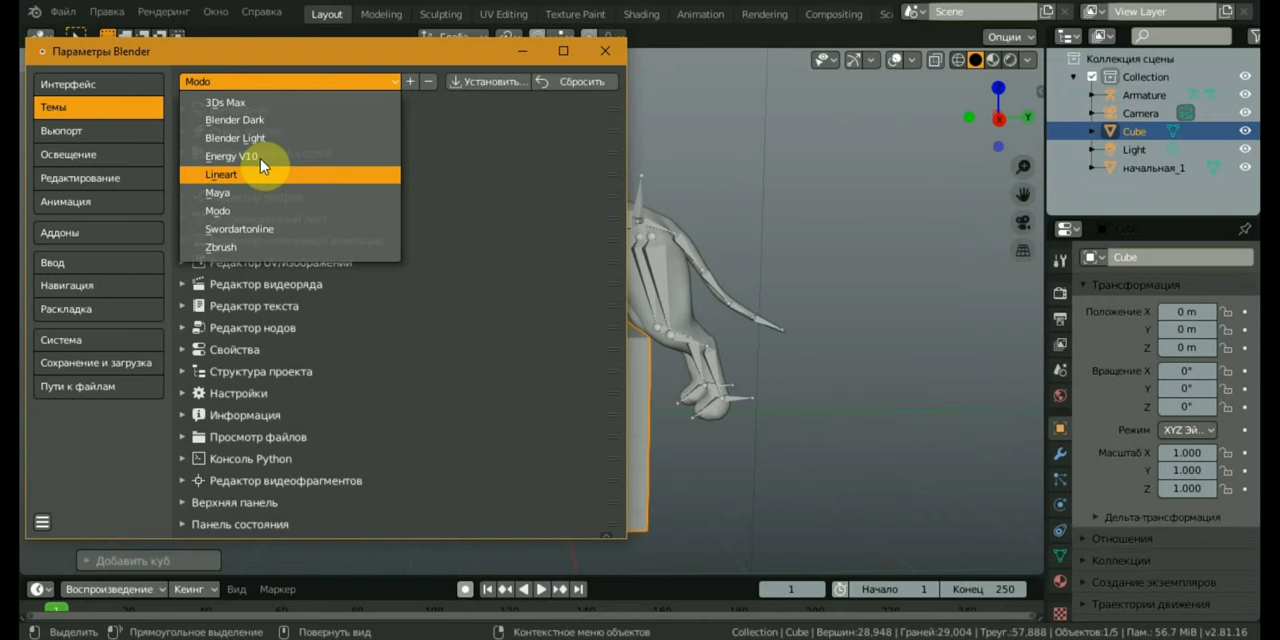 Файл Правка Рендеринг Окно Справка Layout Modeling Sculpting UV Editing Texture Paint Shading Animation Rendering Compositing Sc Scene View Layer
Параметры Blender
Опции
Интерфейс
Темы
Вьюпорт
Освещение
Редактирование
Анимация
Аддоны
Ввод
Навигация
Раскладка
Система
Сохранение и загрузка
Пути к файлам
Modo + − Установить... Сбросить
3Ds Max
Blender Dark
Blender Light
Energy V10
Lineart
Maya
Modo
Swordartonline
Zbrush
Редактор UV/изображений
Редактор видеоряда
Редактор текста
Редактор нодов
Свойства
Структура проекта
Настройки
Информация
Просмотр файлов
Консоль Python
Редактор видеофрагментов
Верхняя панель
Панель состояния
Z
X
Y
Коллекция сцены
Collection
Armature
Camera
Cube
Light
начальная_1
Cube
Cube
Трансформация
Положение X 0 m
Y 0 m
Z 0 m
Вращение X 0°
Y 0°
Z 0°
Режим XYZ Эй...
Масштаб X 1.000
Y 1.000
Z 1.000
Дельта-трансформация
Отношения
Коллекции
Создание экземпляров
Траектории движения
Добавить куб
Воспроизведение Кеинг Вид Маркер 1 Начало 1 Конец 250
1
Выделить Прямоугольное выделение Повернуть вид Контекстное меню объектов Collection | Cube | Вершин:28,948 | Граней:29,004 | Треуг.:57,888 | Объектов:1/5 | Пам.: 56.7 MiB | v2.81.16